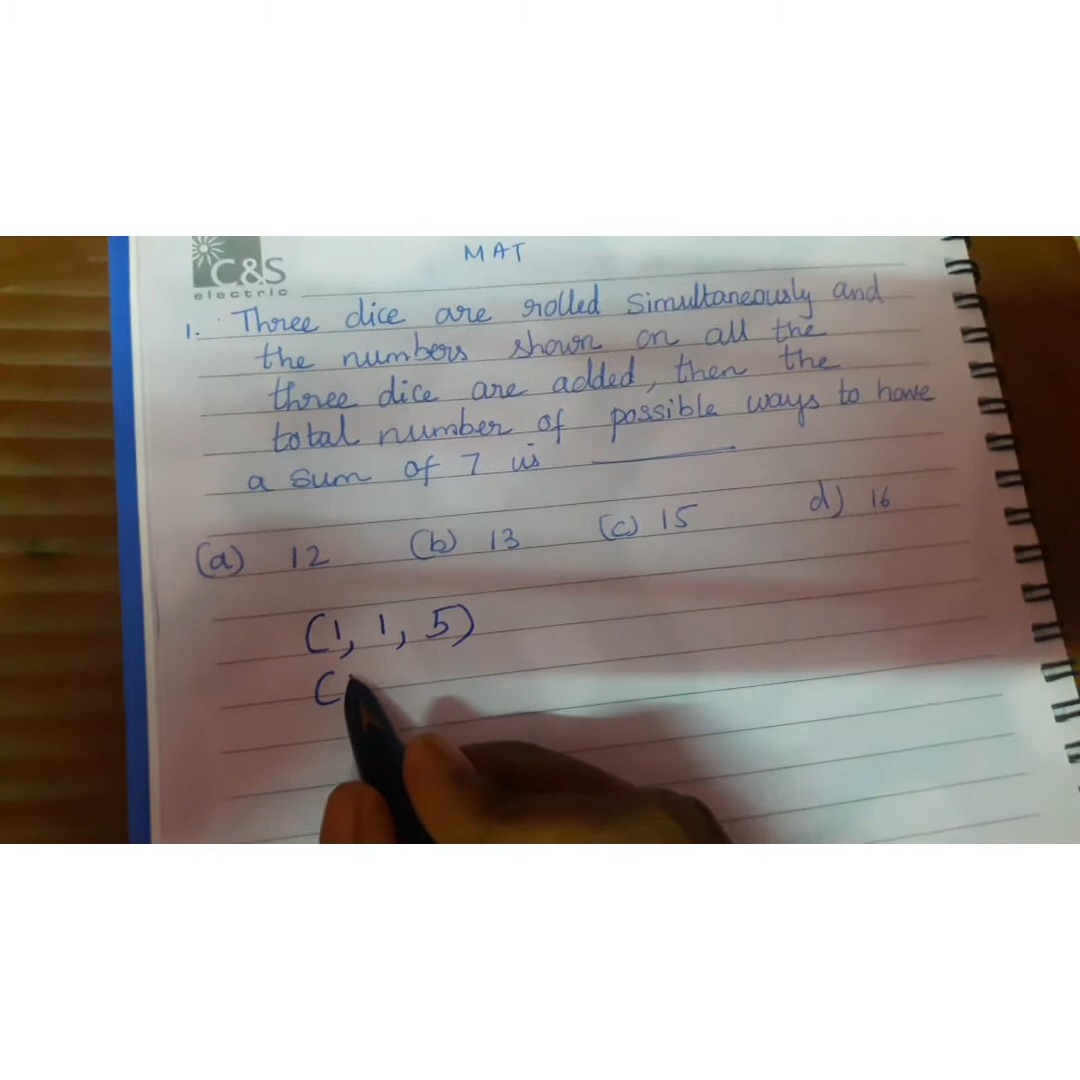 C&S
electric
MAT
1. Three dice are rolled simultaneously and
the numbers shown on all the
three dice are added, then the
total number of possible ways to have
a sum of 7 is
(a) 12 (b) 13 (c) 15 d) 16
(1, 1, 5)
(